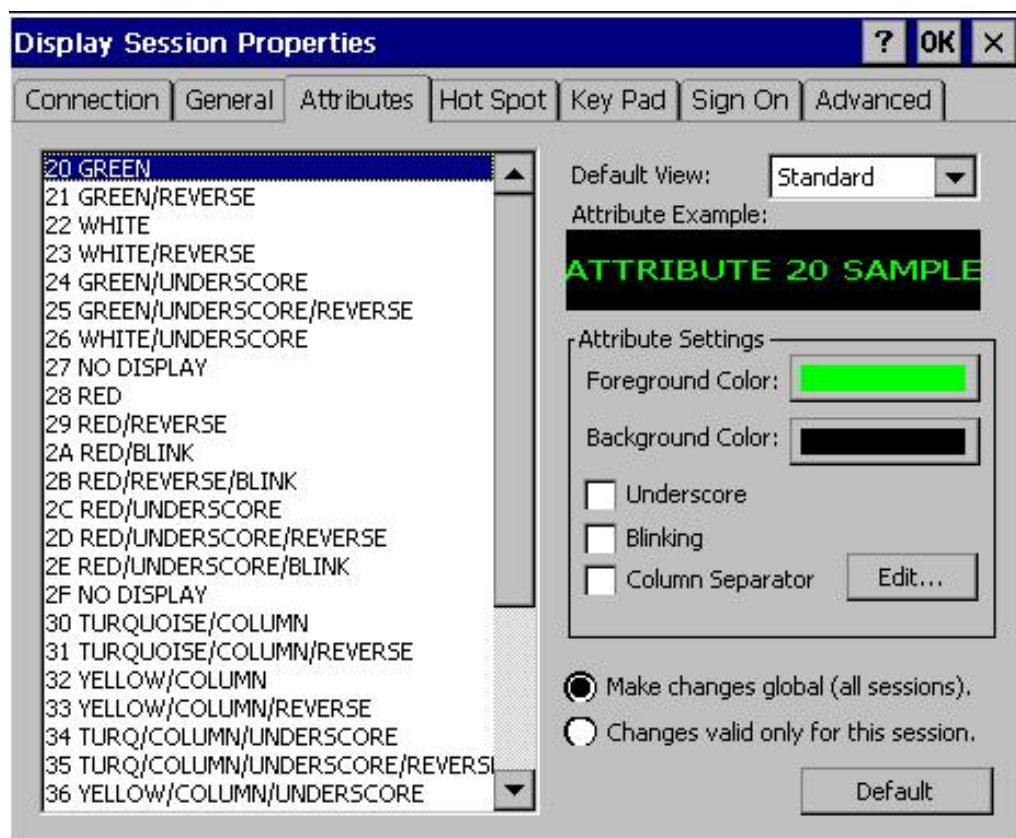 Display Session Properties ? OK ×
Connection General Attributes Hot Spot Key Pad Sign On Advanced
20 GREEN
21 GREEN/REVERSE
22 WHITE
23 WHITE/REVERSE
24 GREEN/UNDERSCORE
25 GREEN/UNDERSCORE/REVERSE
26 WHITE/UNDERSCORE
27 NO DISPLAY
28 RED
29 RED/REVERSE
2A RED/BLINK
2B RED/REVERSE/BLINK
2C RED/UNDERSCORE
2D RED/UNDERSCORE/REVERSE
2E RED/UNDERSCORE/BLINK
2F NO DISPLAY
30 TURQUOISE/COLUMN
31 TURQUOISE/COLUMN/REVERSE
32 YELLOW/COLUMN
33 YELLOW/COLUMN/REVERSE
34 TURQ/COLUMN/UNDERSCORE
35 TURQ/COLUMN/UNDERSCORE/REVERS
36 YELLOW/COLUMN/UNDERSCORE
Default View: Standard
Attribute Example:
ATTRIBUTE 20 SAMPLE
Attribute Settings
Foreground Color:
Background Color:
Underscore
Blinking
Column Separator Edit...
Make changes global (all sessions).
Changes valid only for this session.
Default